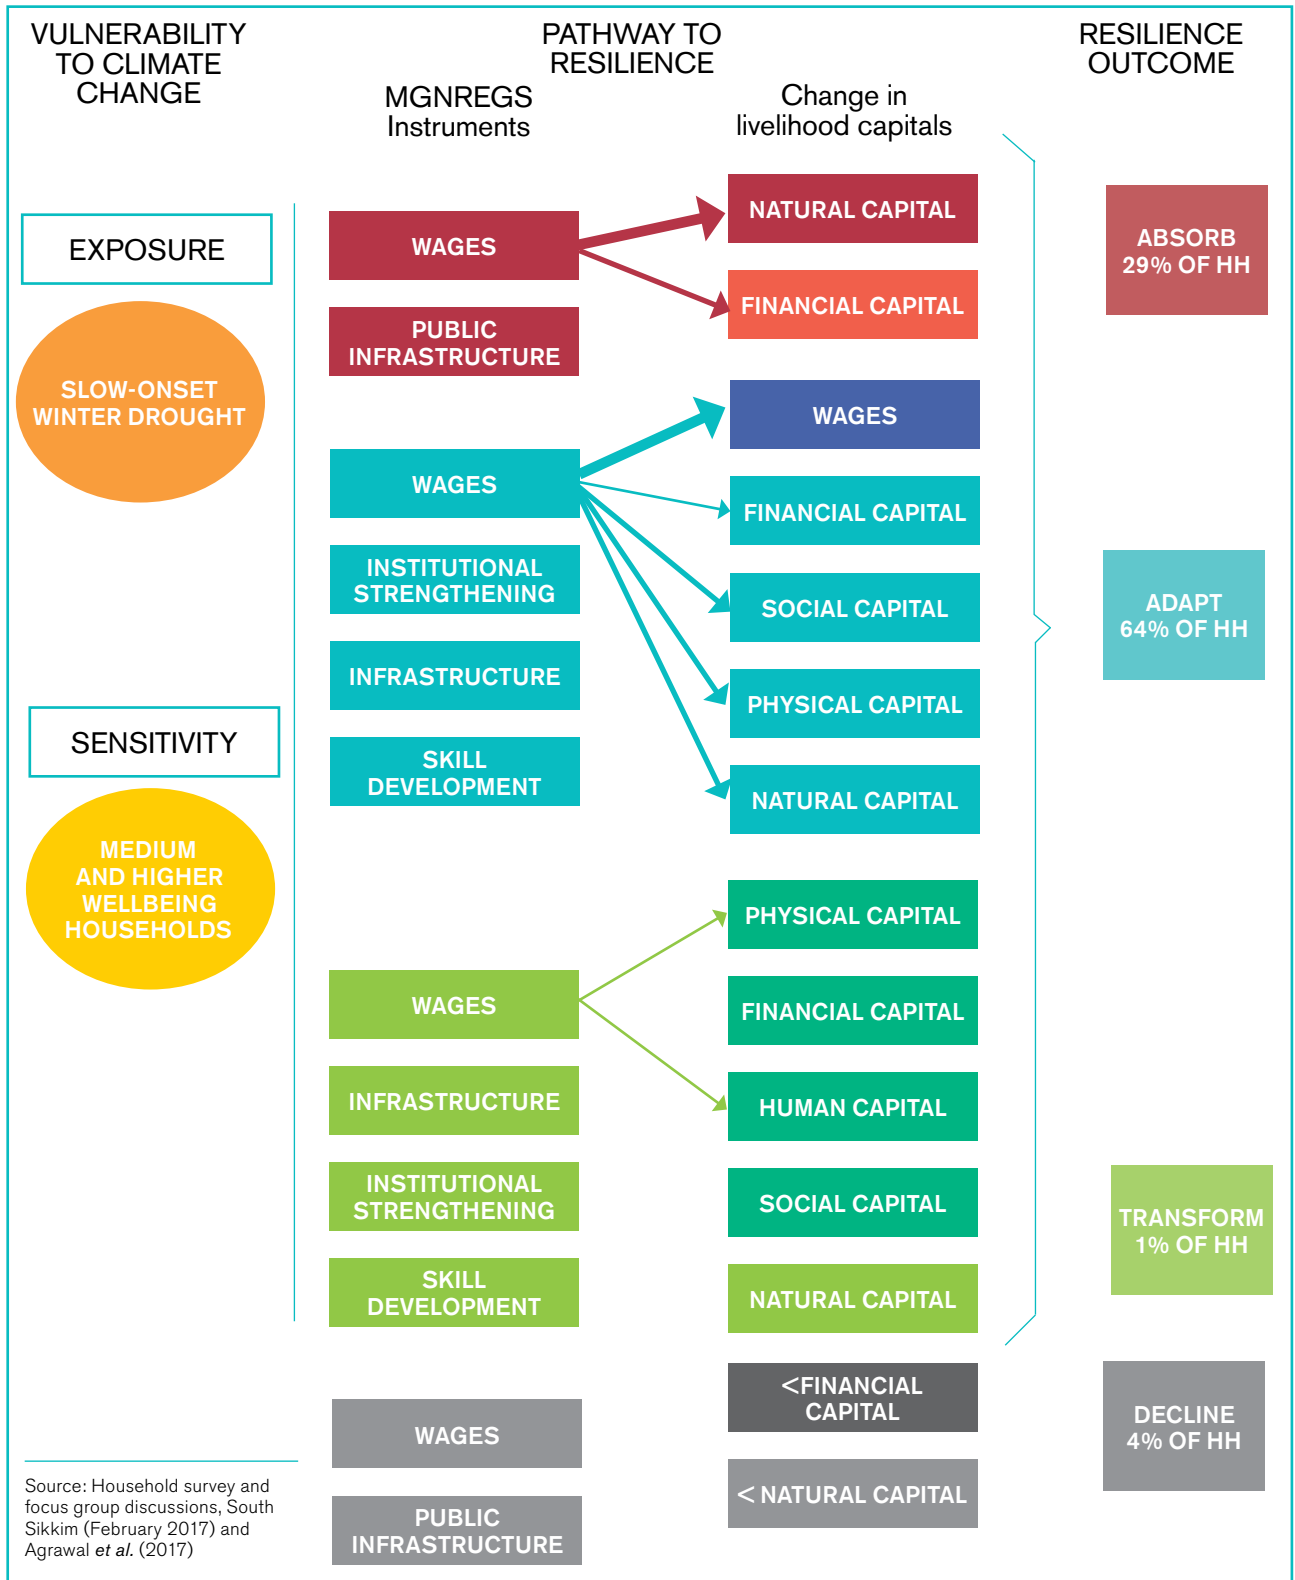 VULNERABILITY
TO CLIMATE
CHANGE
PATHWAY TO
RESILIENCE
RESILIENCE
OUTCOME
MGNREGS
Instruments
Change in
livelihood capitals
EXPOSURE
SLOW-ONSET
WINTER DROUGHT
SENSITIVITY
MEDIUM
AND HIGHER
WELLBEING
HOUSEHOLDS
WAGES
PUBLIC
INFRASTRUCTURE
WAGES
INSTITUTIONAL
STRENGTHENING
INFRASTRUCTURE
SKILL
DEVELOPMENT
WAGES
INFRASTRUCTURE
INSTITUTIONAL
STRENGTHENING
SKILL
DEVELOPMENT
WAGES
PUBLIC
INFRASTRUCTURE
NATURAL CAPITAL
FINANCIAL CAPITAL
WAGES
FINANCIAL CAPITAL
SOCIAL CAPITAL
PHYSICAL CAPITAL
NATURAL CAPITAL
PHYSICAL CAPITAL
FINANCIAL CAPITAL
HUMAN CAPITAL
SOCIAL CAPITAL
NATURAL CAPITAL
<FINANCIAL
CAPITAL
< NATURAL CAPITAL
ABSORB
29% OF HH
ADAPT
64% OF HH
TRANSFORM
1% OF HH
DECLINE
4% OF HH
Source: Household survey and
focus group discussions, South
Sikkim (February 2017) and
Agrawal et al. (2017)